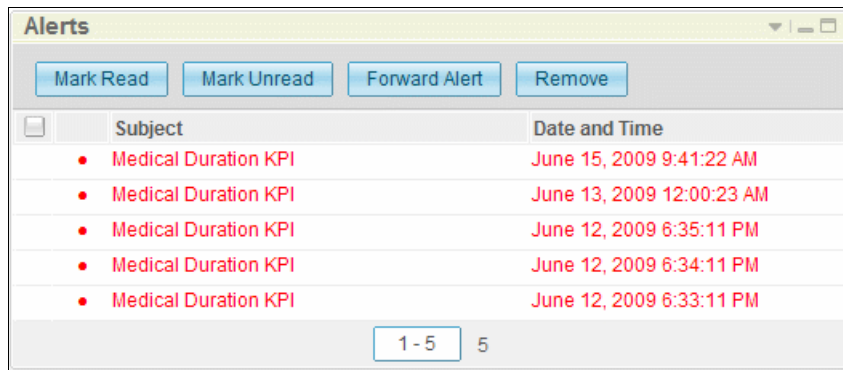 Alerts
Mark Read Mark Unread Forward Alert Remove
Subject Date and Time
Medical Duration KPI June 15, 2009 9:41:22 AM
Medical Duration KPI June 13, 2009 12:00:23 AM
Medical Duration KPI June 12, 2009 6:35:11 PM
Medical Duration KPI June 12, 2009 6:34:11 PM
Medical Duration KPI June 12, 2009 6:33:11 PM
1 - 5 5